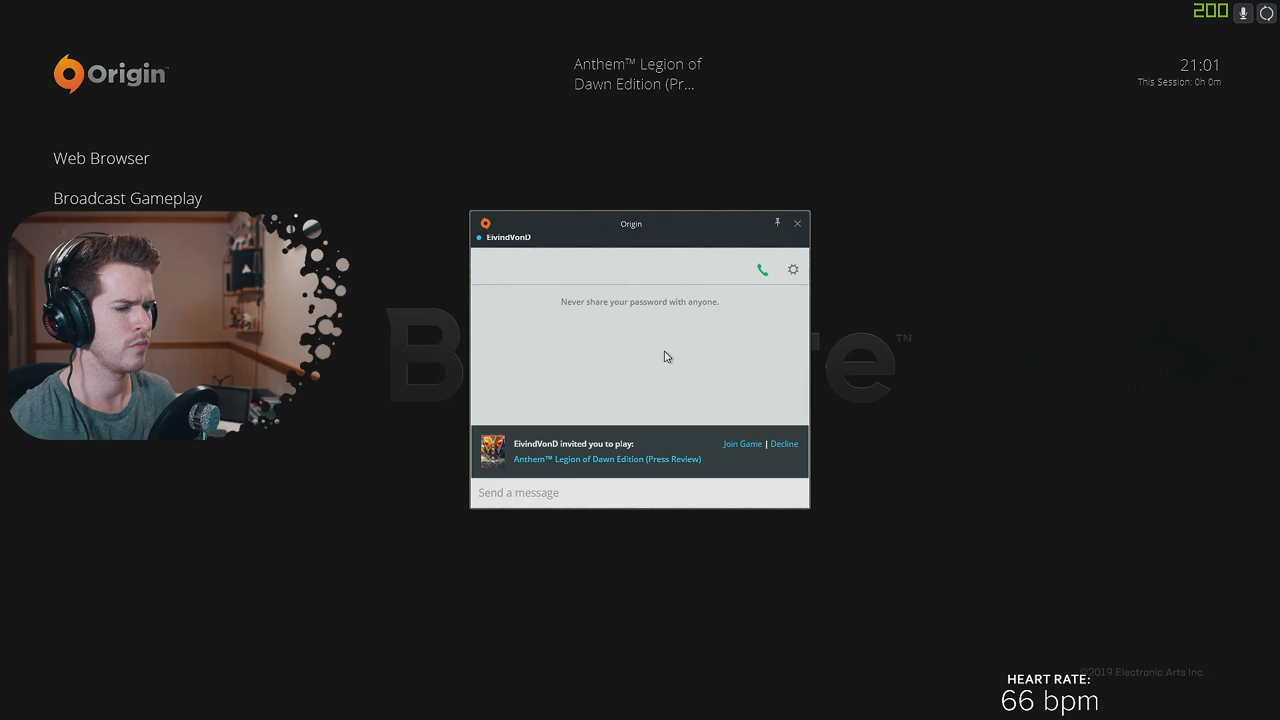 200
Origin
Anthem™ Legion of
Dawn Edition (Pr...
21:01
This Session: 0h 0m
Web Browser
Broadcast Gameplay
Origin
EivindVonD
Never share your password with anyone.
EivindVonD invited you to play:
Join Game | Decline
Anthem™ Legion of Dawn Edition (Press Review)
Send a message
©2019 Electronic Arts Inc.
HEART RATE:
66 bpm